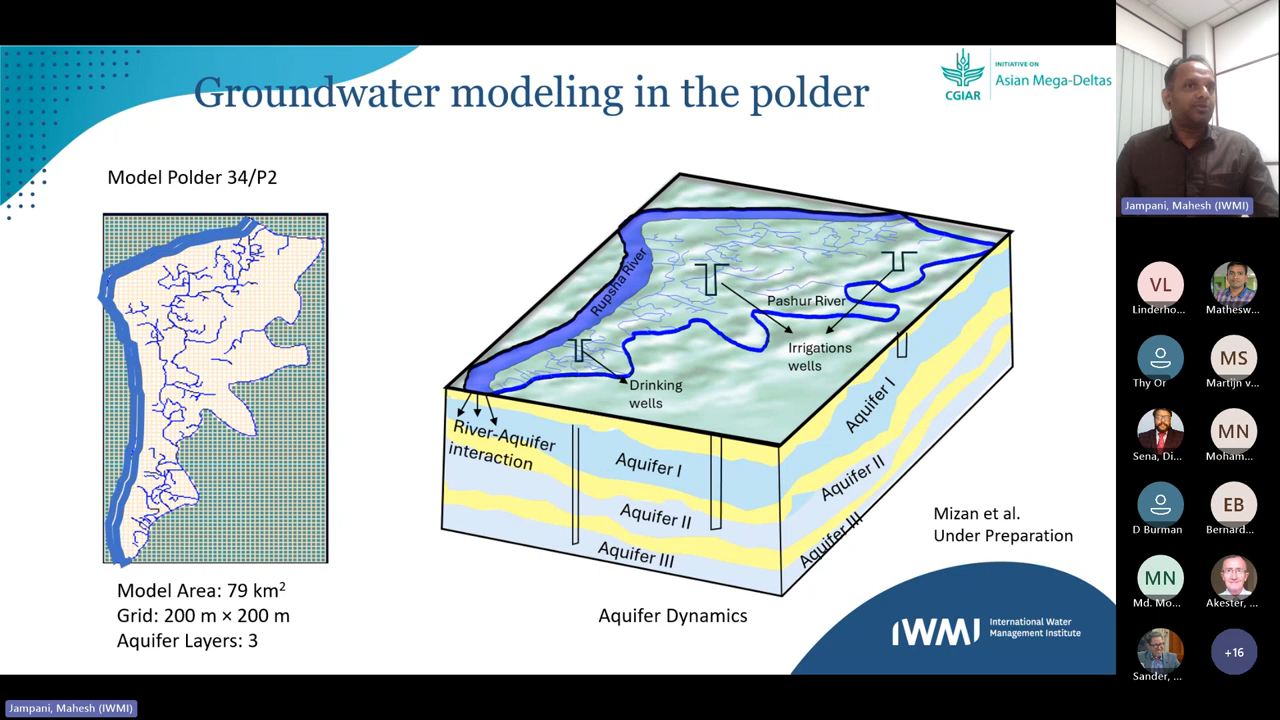 Groundwater modeling in the polder
CGIAR
INITIATIVE ON
Asian Mega-Deltas
Model Polder 34/P2
Model Area: 79 km²
Grid: 200 m × 200 m
Aquifer Layers: 3
Rupsha River
Pashur River
Irrigations
wells
Drinking
wells
River-Aquifer
interaction
Aquifer I
Aquifer II
Aquifer III
Aquifer I
Aquifer II
Aquifer III
Aquifer Dynamics
Mizan et al.
Under Preparation
IWMI
International Water
Management Institute
Jampani, Mahesh (IWMI)
VL
Linderho...
Mathesw...
Thy Or
MS
Martijn v...
Sena, Di...
MN
Moham...
D Burman
EB
Bernard...
MN
Md. Mo...
Akester, ...
Sander, ...
+16
Jampani, Mahesh (IWMI)